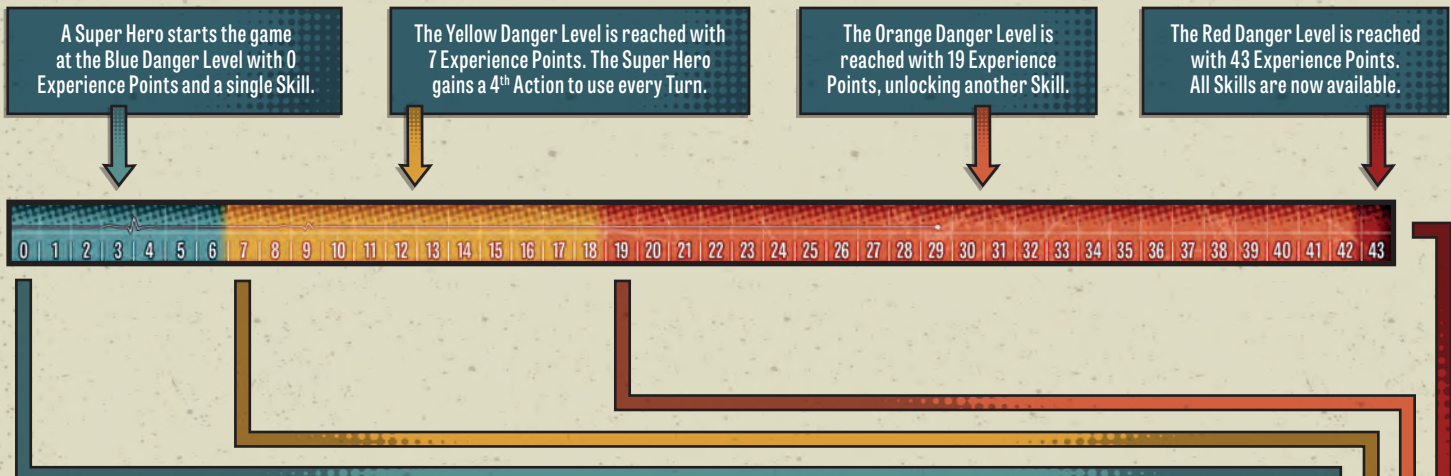 A Super Hero starts the game
at the Blue Danger Level with 0
Experience Points and a single Skill.
The Yellow Danger Level is reached with
7 Experience Points. The Super Hero
gains a 4th Action to use every Turn.
The Orange Danger Level is
reached with 19 Experience
Points, unlocking another Skill.
The Red Danger Level is reached
with 43 Experience Points.
All Skills are now available.
0 1 2 3 4 5 6 7 8 9 10 11 12 13 14 15 16 17 18 19 20 21 22 23 24 25 26 27 28 29 30 31 32 33 34 35 36 37 38 39 40 41 42 43